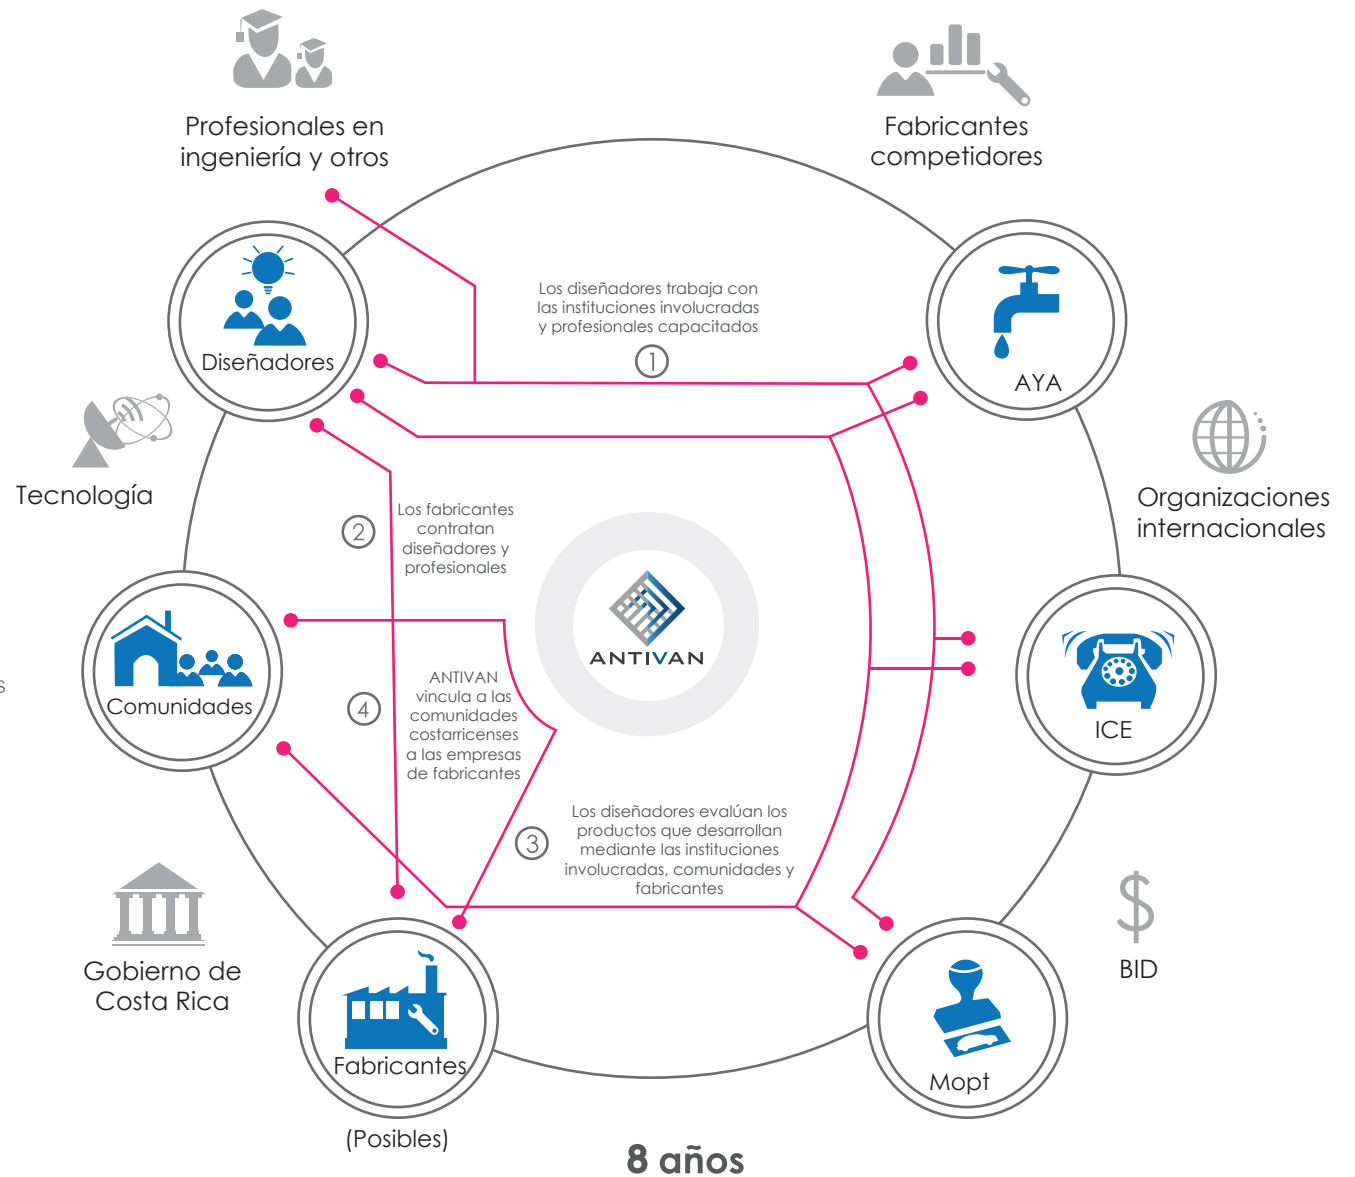 Profesionales en
ingeniería y otros
Fabricantes
competidores
Diseñadores
Los diseñadores trabaja con
las instituciones involucradas
y profesionales capacitados
1
AYA
Tecnología
Organizaciones
internacionales
2
Los fabricantes
contratan
diseñadores y
profesionales
ANTIVAN
Comunidades
s
4
ANTIVAN
vincula a las
comunidades
costarricenses
a las empresas
de fabricantes
ICE
3
Los diseñadores evalúan los
productos que desarrollan
mediante las instituciones
involucradas, comunidades y
fabricantes
Gobierno de
Costa Rica
$
BID
Fabricantes
(Posibles)
Mopt
8 años